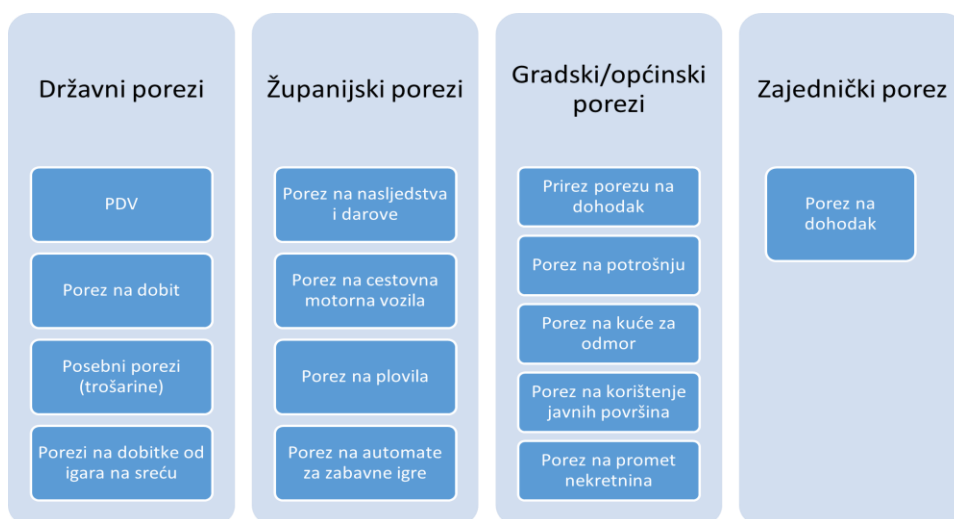 Državni porezi
PDV
Porez na dobit
Posebni porezi
(trošarine)
Porezi na dobitke od
igara na sreću
Županijski porezi
Porez na nasljedstva
i darove
Porez na cestovna
motorna vozila
Porez na plovila
Porez na automate
za zabavne igre
Gradski/općinski
porezi
Prirez porezu na
dohodak
Porez na potrošnju
Porez na kuće za
odmor
Porez na korištenje
javnih površina
Porez na promet
nekretnina
Zajednički porez
Porez na
dohodak